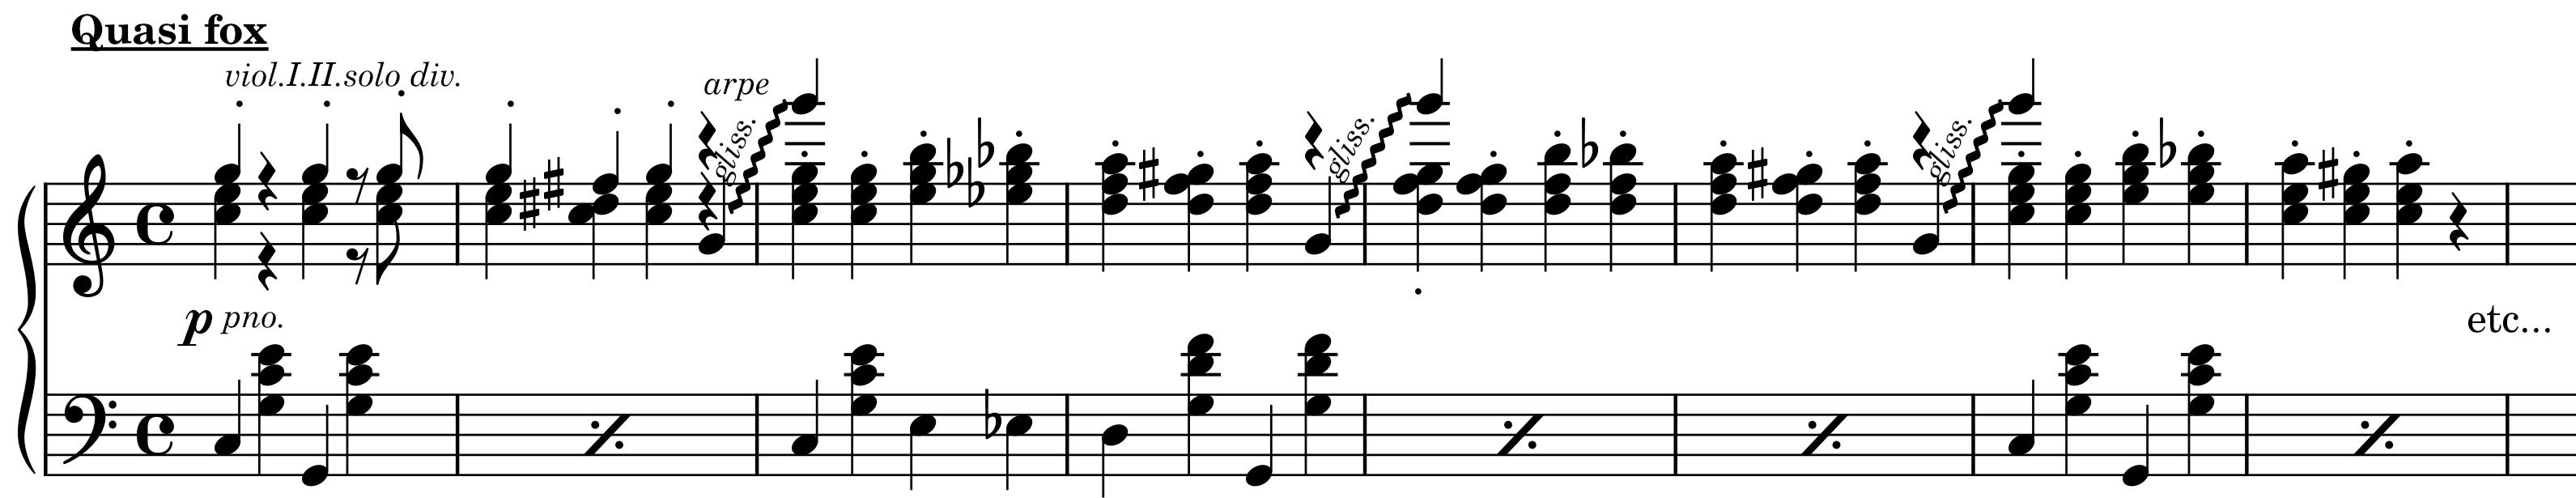 Quasi fox
viol.I.II.solo div.
arpe
gliss.
gliss.
gliss.
p pno.
etc...